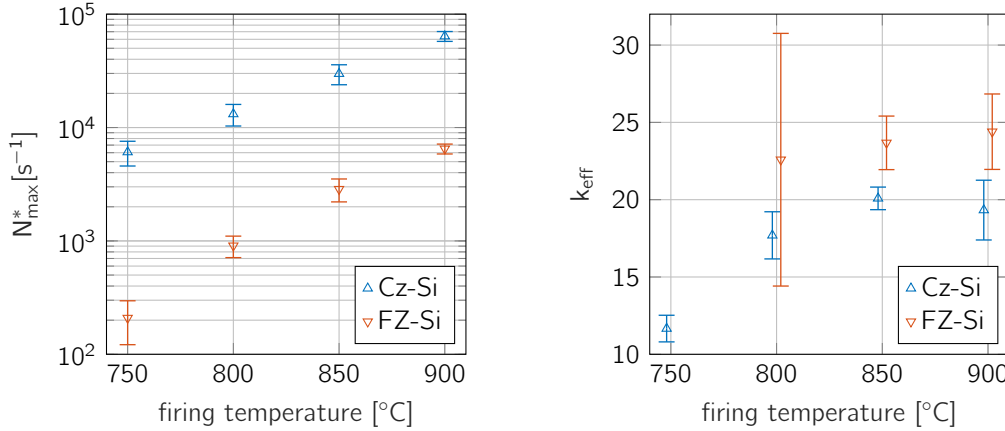 10^5
10^4
10^3
10^2
N*max[s−1]
750 800 850 900
firing temperature [°C]
Cz-Si
FZ-Si
30
25
20
15
10
keff
750 800 850 900
firing temperature [°C]
Cz-Si
FZ-Si